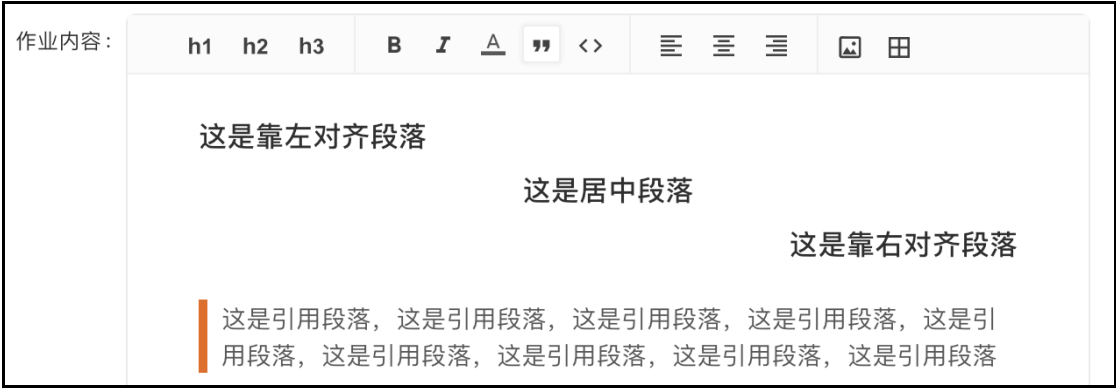 作业内容：
h1 h2 h3 B I A " <>
这是靠左对齐段落
这是居中段落
这是靠右对齐段落
这是引用段落，这是引用段落，这是引用段落，这是引用段落，这是引
用段落，这是引用段落，这是引用段落，这是引用段落，这是引用段落